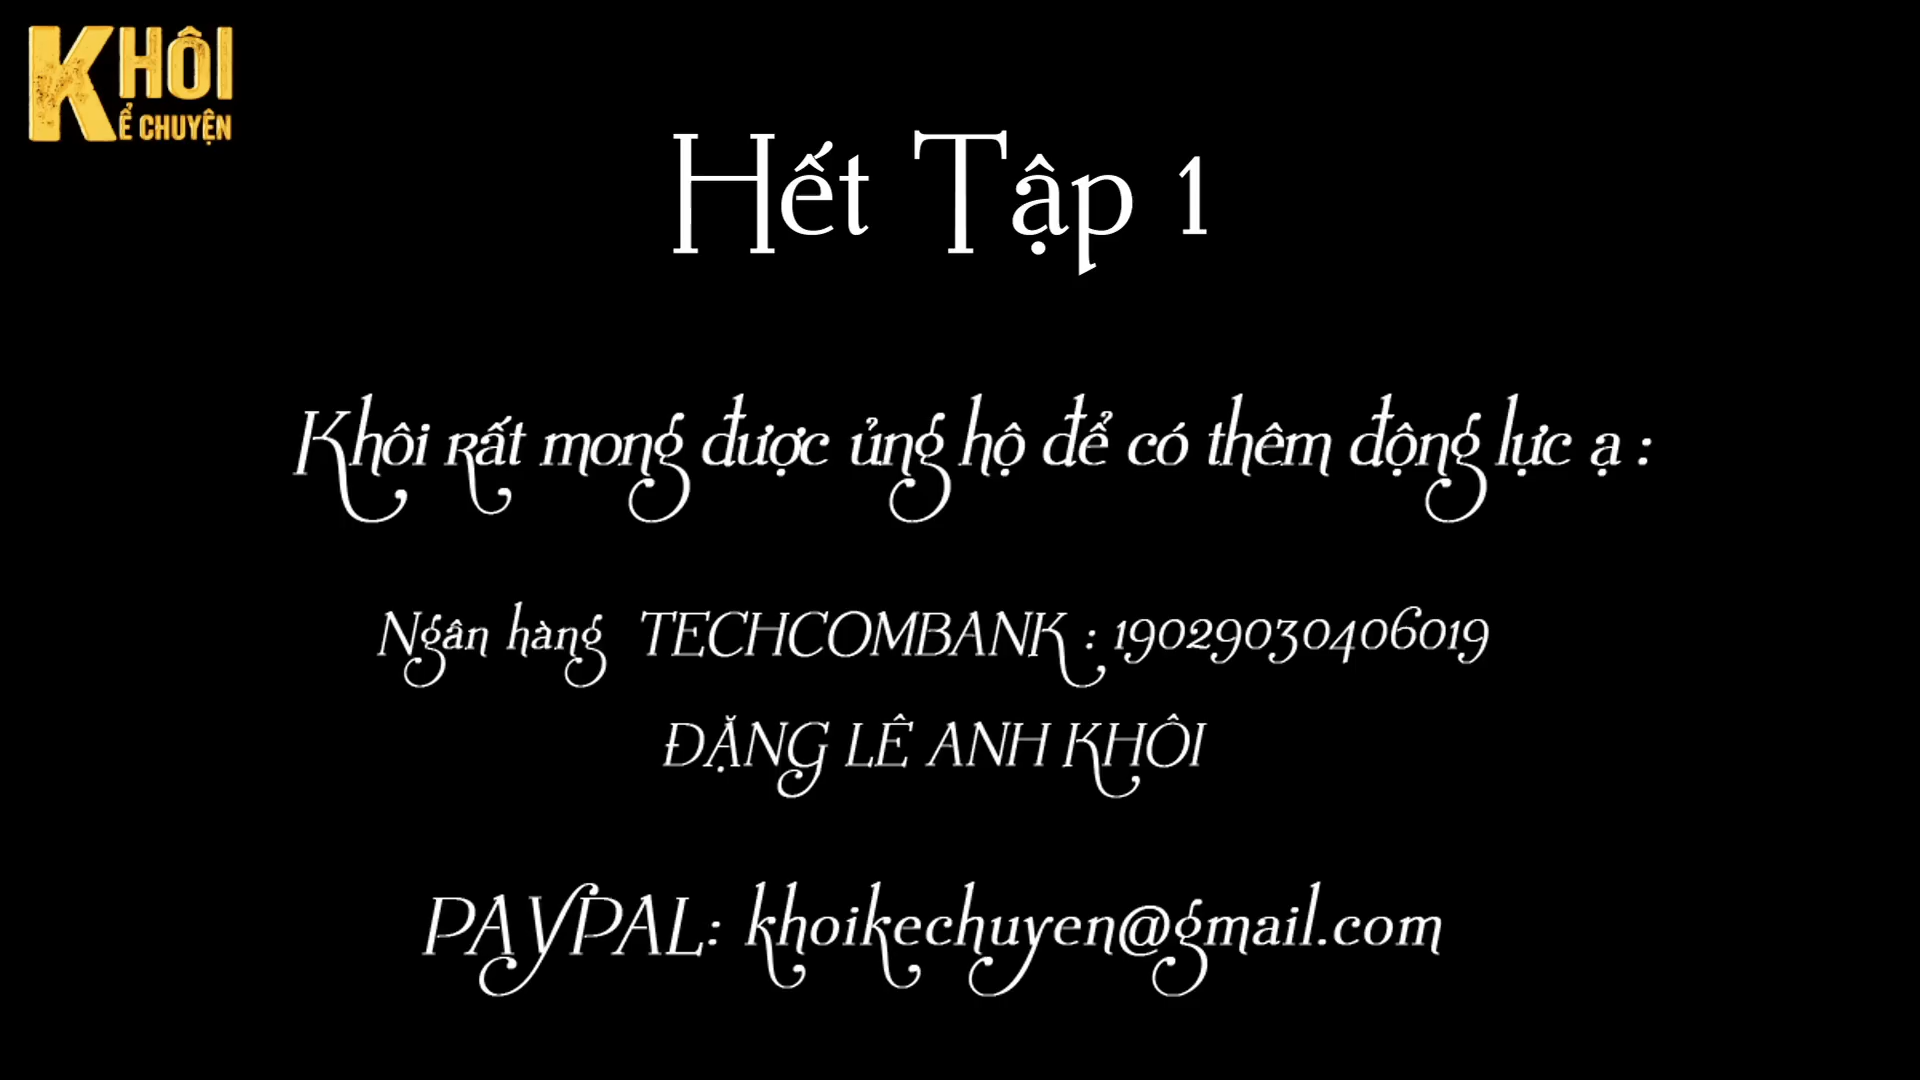 KHÔI
KỂ CHUYỆN
Hết Tập 1
Khôi rất mong được ủng hộ để có thêm động lực ạ :
Ngân hàng TECHCOMBANK : 19029030406019
ĐẶNG LÊ ANH KHÔI
PAYPAL: khoikechuyen@gmail.com